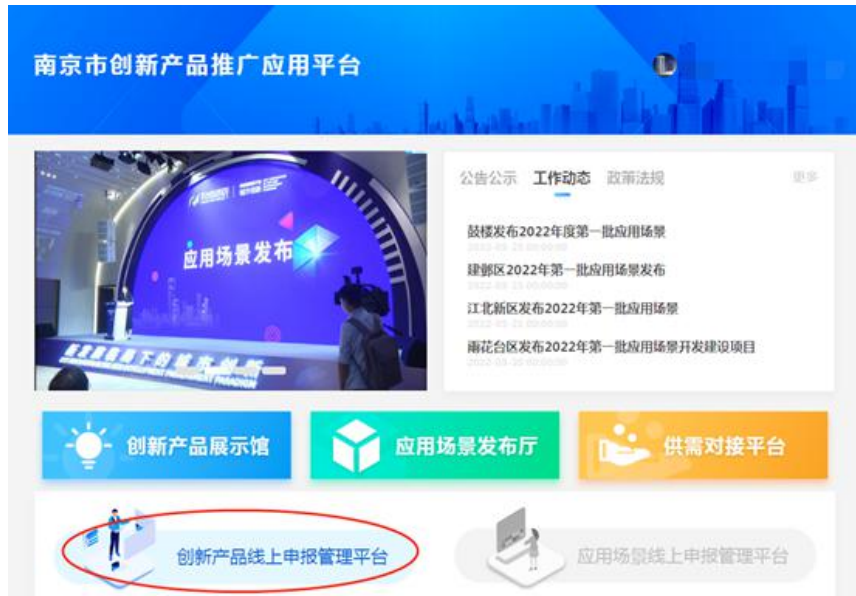 南京市创新产品推广应用平台
应用场景发布
公告公示 工作动态 政策法规 更多
鼓楼发布2022年度第一批应用场景
建邺区2022年第一批应用场景发布
江北新区发布2022年第一批应用场景
雨花台区发布2022年第一批应用场景开发建设项目
创新产品展示馆 应用场景发布厅 供需对接平台
创新产品线上申报管理平台 应用场景线上申报管理平台